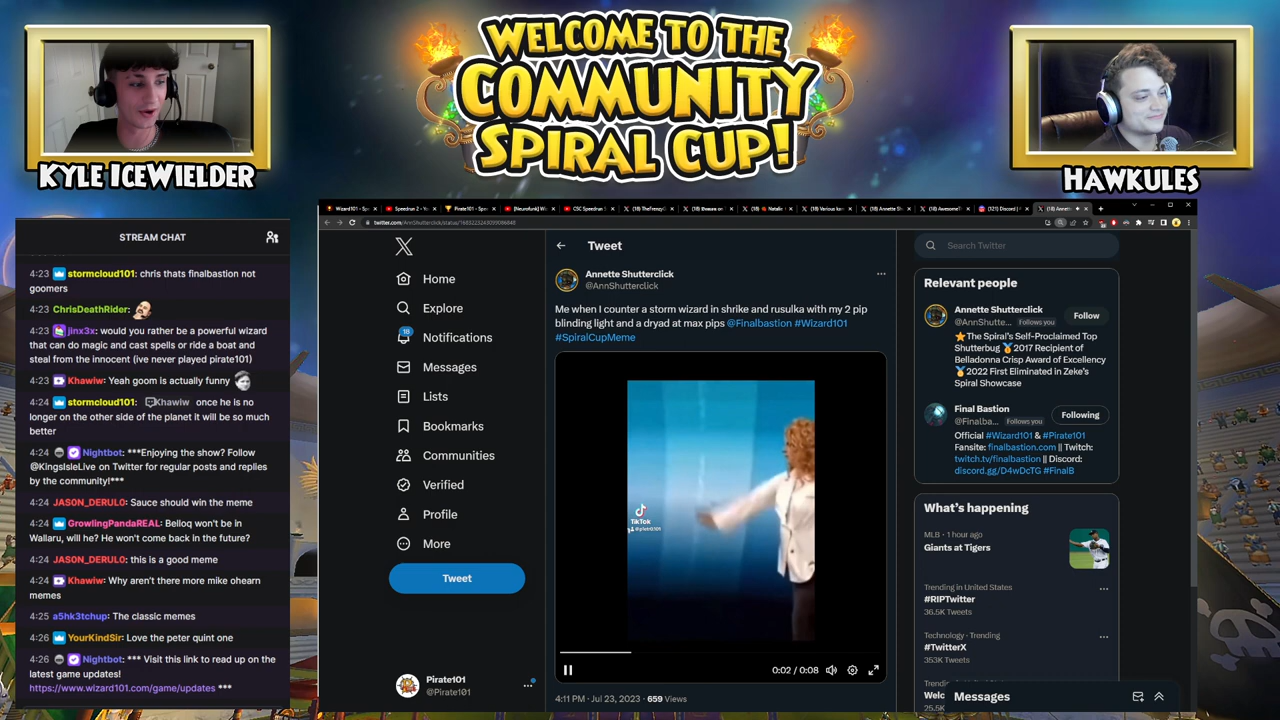 WELCOME TO THE
COMMUNITY
SPIRAL CUP!
KYLE ICEWIELDER
HAWKULES
STREAM CHAT
4:23 stormcloud101: chris thats finalbastion not
goomers
4:23 ChrisDeathRider:
4:23 jinx3x: would you rather be a powerful wizard
that can do magic and cast spells or ride a boat and
steal from the innocent (ive never played pirate101)
4:23 Khawiw: Yeah goom is actually funny
4:24 stormcloud101: Khawiw once he is no
longer on the other side of the planet it will be so much
better
4:24 Nightbot: ***Enjoying the show? Follow
@KingsIsleLive on Twitter for regular posts and replies
by the community!***
4:24 JASON_DERUL0: Sauce should win the meme
4:24 GrowlingPandaREAL: Belloq won't be in
Wallaru, will he? He won't come back in the future?
4:24 JASON_DERUL0: this is a good meme
4:24 Khawiw: Why aren't there more mike ohearn
memes
4:25 a5hk3tchup: The classic memes
4:26 YourKindSir: Love the peter quint one
4:26 Nightbot: *** Visit this link to read up on the
latest game updates!
https://www.wizard101.com/game/updates ***
Home
Explore
18
Notifications
Messages
Lists
Bookmarks
Communities
Verified
Profile
More
Tweet
Pirate101
@Pirate101
Tweet
Annette Shutterclick
@AnnShutterclick
Me when I counter a storm wizard in shrike and rusulka with my 2 pip
blinding light and a dryad at max pips @Finalbastion #Wizard101
#SpiralCupMeme
TikTok
0:02 / 0:08
4:11 PM · Jul 23, 2023 · 659 Views
Search Twitter
Relevant people
Annette Shutterclick
@AnnShutte... Follows you
Follow
⭐The Spiral's Self-Proclaimed Top
Shutterbug 🏅2017 Recipient of
Belladonna Crisp Award of Excellency
🏅2022 First Eliminated in Zeke's
Spiral Showcase
Final Bastion
@Finalba... Follows you
Following
Official #Wizard101 & #Pirate101
Fansite: finalbastion.com || Twitch:
twitch.tv/finalbastion || Discord:
discord.gg/D4wDcTG #FinalB
What's happening
MLB · 1 hour ago
Giants at Tigers
Trending in United States
#RIPTwitter
36.5K Tweets
Technology · Trending
#TwitterX
353K Tweets
Welc
25.5K
Messages